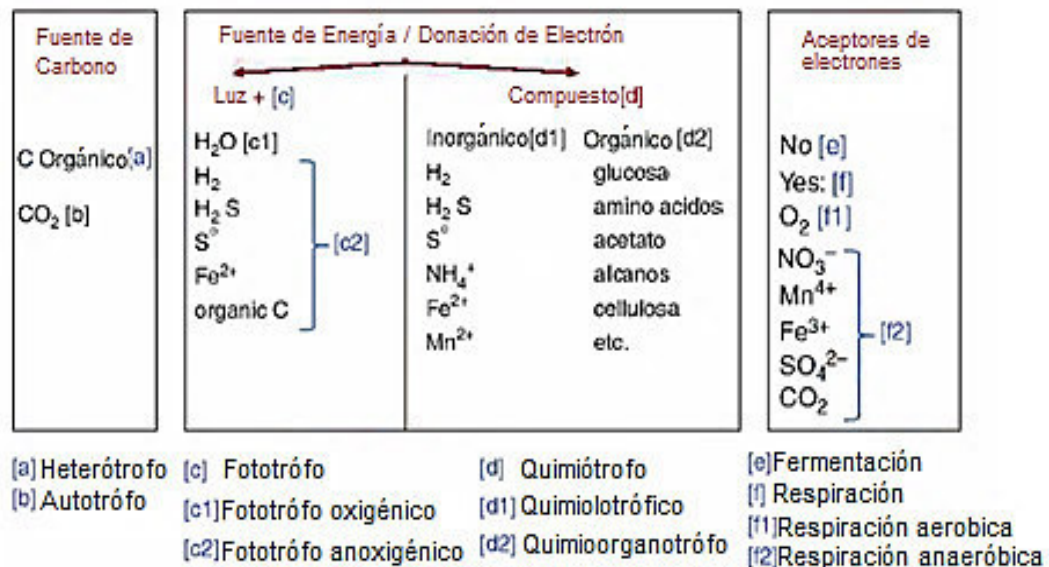 Fuente de
Carbono
C Orgánico[a]
CO₂ [b]
Fuente de Energía / Donación de Electrón
Luz + [c]
H₂O [c1]
H₂
H₂ S
S°
Fe²⁺
organic C
[c2]
Compuesto[d]
Inorgánico[d1] Orgánico [d2]
H₂ glucosa
H₂ S amino acidos
S° acetato
NH₄⁺ alcanos
Fe²⁺ cellulosa
Mn²⁺ etc.
Aceptores de
electrones
No [e]
Yes: [f]
O₂ [f1]
NO₃⁻
Mn⁴⁺
Fe³⁺
SO₄²⁻
CO₂
[f2]
[a] Heterótrofo
[b] Autotrófo
[c] Fototrófo
[c1]Fototrófo oxigénico
[c2]Fototrófo anoxigénico
[d] Quimiótrofo
[d1] Quimiolotrófico
[d2] Quimioorganotrófo
[e]Fermentación
[f] Respiración
[f1]Respiración aerobica
[f2]Respiración anaeróbica